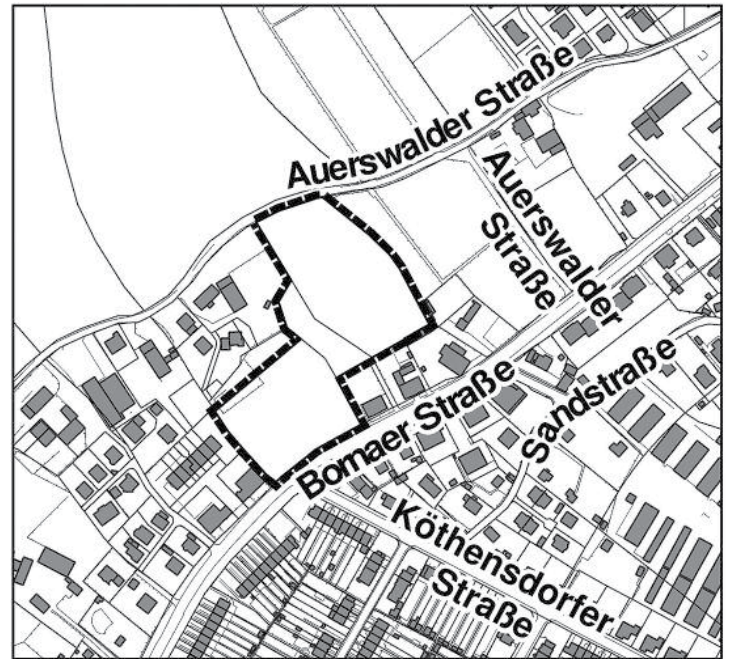 Auerswalder Straße
Auerswalder
Straße
Bornaer Straße
Sandstraße
Köthensdorfer
Straße